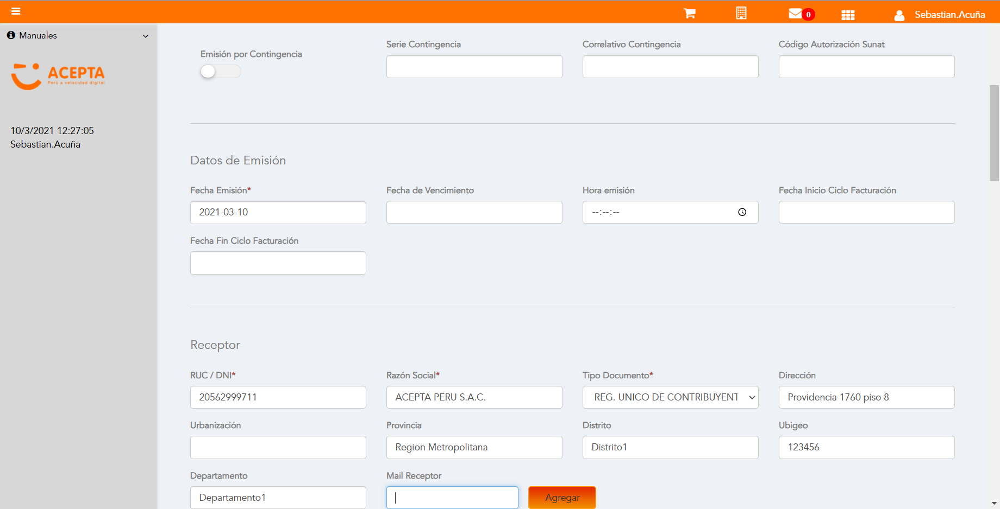 0
Sebastian.Acuña
Manuales
ACEPTA
Perú a velocidad digital
10/3/2021 12:27:05
Sebastian.Acuña
Emisión por Contingencia
Serie Contingencia
Correlativo Contingencia
Código Autorización Sunat
Datos de Emisión
Fecha Emisión*
Fecha de Vencimiento
Hora emisión
Fecha Inicio Ciclo Facturación
2021-03-10
--:--:--
Fecha Fin Ciclo Facturación
Receptor
RUC / DNI*
Razón Social*
Tipo Documento*
Dirección
20562999711
ACEPTA PERU S.A.C.
REG. UNICO DE CONTRIBUYENT
Providencia 1760 piso 8
Urbanización
Provincia
Distrito
Ubigeo
Region Metropolitana
Distrito1
123456
Departamento
Mail Receptor
Departamento1
Agregar